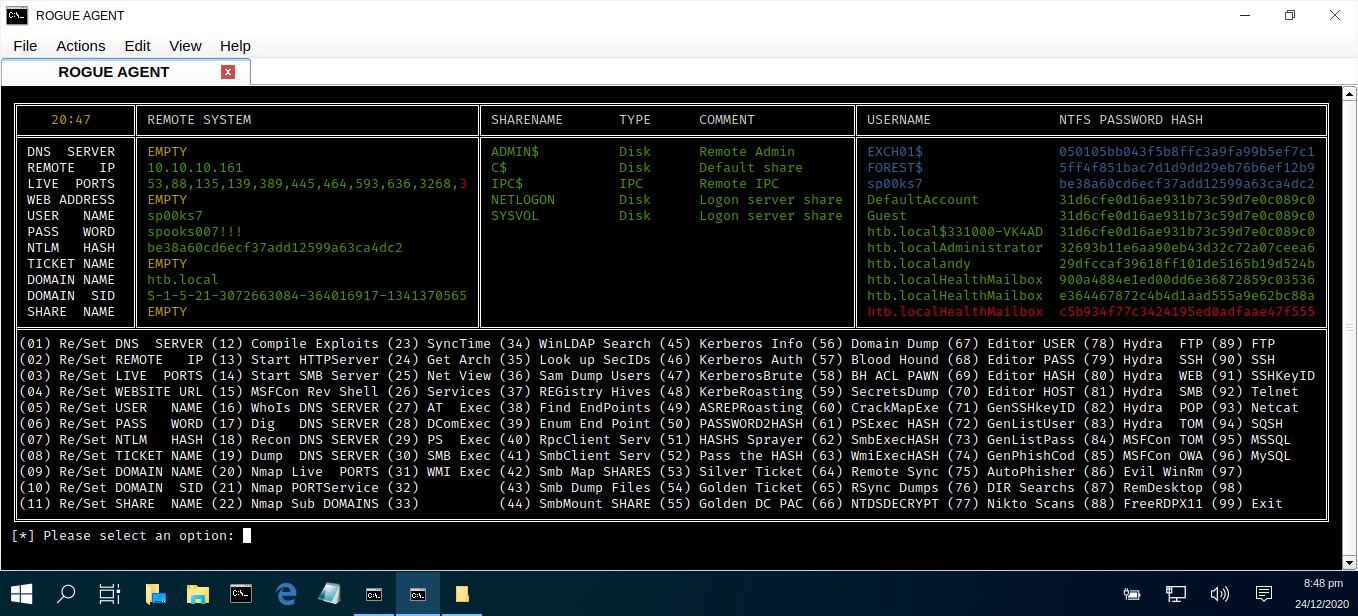 ROGUE AGENT
File Actions Edit View Help
ROGUE AGENT
20:47 REMOTE SYSTEM SHARENAME TYPE COMMENT USERNAME NTFS PASSWORD HASH
DNS SERVER EMPTY ADMIN$ Disk Remote Admin EXCH01$ 050105bb043f5b8ffc3a9fa99b5ef7c1
REMOTE IP 10.10.10.161 C$ Disk Default share FOREST$ 5ff4f851bac7d1d9dd29eb76b6ef12b9
LIVE PORTS 53,88,135,139,389,445,464,593,636,3268,3 IPC$ IPC Remote IPC sp00ks7 be38a60cd6ecf37add12599a63ca4dc2
WEB ADDRESS EMPTY NETLOGON Disk Logon server share DefaultAccount 31d6cfe0d16ae931b73c59d7e0c089c0
USER NAME sp00ks7 SYSVOL Disk Logon server share Guest 31d6cfe0d16ae931b73c59d7e0c089c0
PASS WORD spooks007!!! htb.local$331000-VK4AD 31d6cfe0d16ae931b73c59d7e0c089c0
NTLM HASH be38a60cd6ecf37add12599a63ca4dc2 htb.localAdministrator 32693b11e6aa90eb43d32c72a07ceea6
TICKET NAME EMPTY htb.localandy 29dfccaf39618ff101de5165b19d524b
DOMAIN NAME htb.local htb.localHealthMailbox 900a4884e1ed00dd6e36872859c03536
DOMAIN SID S-1-5-21-3072663084-364016917-1341370565 htb.localHealthMailbox e364467872c4b4d1aad555a9e62bc88a
SHARE NAME EMPTY htb.localHealthMailbox c5b934f77c3424195ed0adfaae47f555
(01) Re/Set DNS SERVER (12) Compile Exploits (23) SyncTime (34) WinLDAP Search (45) Kerberos Info (56) Domain Dump (67) Editor USER (78) Hydra FTP (89) FTP
(02) Re/Set REMOTE IP (13) Start HTTPServer (24) Get Arch (35) Look up SecIDs (46) Kerberos Auth (57) Blood Hound (68) Editor PASS (79) Hydra SSH (90) SSH
(03) Re/Set LIVE PORTS (14) Start SMB Server (25) Net View (36) Sam Dump Users (47) KerberosBrute (58) BH ACL PAWN (69) Editor HASH (80) Hydra WEB (91) SSHKeyID
(04) Re/Set WEBSITE URL (15) MSFCon Rev Shell (26) Services (37) REGistry Hives (48) KerbeRoasting (59) SecretsDump (70) Editor HOST (81) Hydra SMB (92) Telnet
(05) Re/Set USER NAME (16) WhoIs DNS SERVER (27) AT Exec (38) Find EndPoints (49) ASREPRoasting (60) CrackMapExe (71) GenSSHkeyID (82) Hydra POP (93) Netcat
(06) Re/Set PASS WORD (17) Dig DNS SERVER (28) DComExec (39) Enum End Point (50) PASSWORD2HASH (61) PSExec HASH (72) GenListUser (83) Hydra TOM (94) SQSH
(07) Re/Set NTLM HASH (18) Recon DNS SERVER (29) PS Exec (40) RpcClient Serv (51) HASHS Sprayer (62) SmbExecHASH (73) GenListPass (84) MSFCon TOM (95) MSSQL
(08) Re/Set TICKET NAME (19) Dump DNS SERVER (30) SMB Exec (41) SmbClient Serv (52) Pass the HASH (63) WmiExecHASH (74) GenPhishCod (85) MSFCon OWA (96) MySQL
(09) Re/Set DOMAIN NAME (20) Nmap Live PORTS (31) WMI Exec (42) Smb Map SHARES (53) Silver Ticket (64) Remote Sync (75) AutoPhisher (86) Evil WinRm (97)
(10) Re/Set DOMAIN SID (21) Nmap PORTService (32) (43) Smb Dump Files (54) Golden Ticket (65) RSync Dumps (76) DIR Searchs (87) RemDesktop (98)
(11) Re/Set SHARE NAME (22) Nmap Sub DOMAINS (33) (44) SmbMount SHARE (55) Golden DC PAC (66) NTDSDECRYPT (77) Nikto Scans (88) FreeRDPX11 (99) Exit
[*] Please select an option:
8:48 pm
24/12/2020